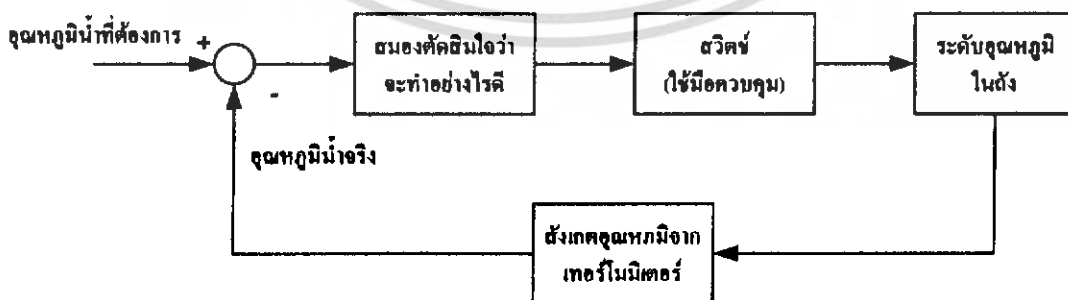 อุณหภูมิน้ำที่ต้องการ
+
-
สมองตัดสินใจว่า
จะทำอย่างไรดี
สวิตช์
(ใช้มือควบคุม)
ระดับอุณหภูมิ
ในถัง
อุณหภูมิน้ำจริง
สังเกตอุณหภูมิจาก
เทอร์โมมิเตอร์